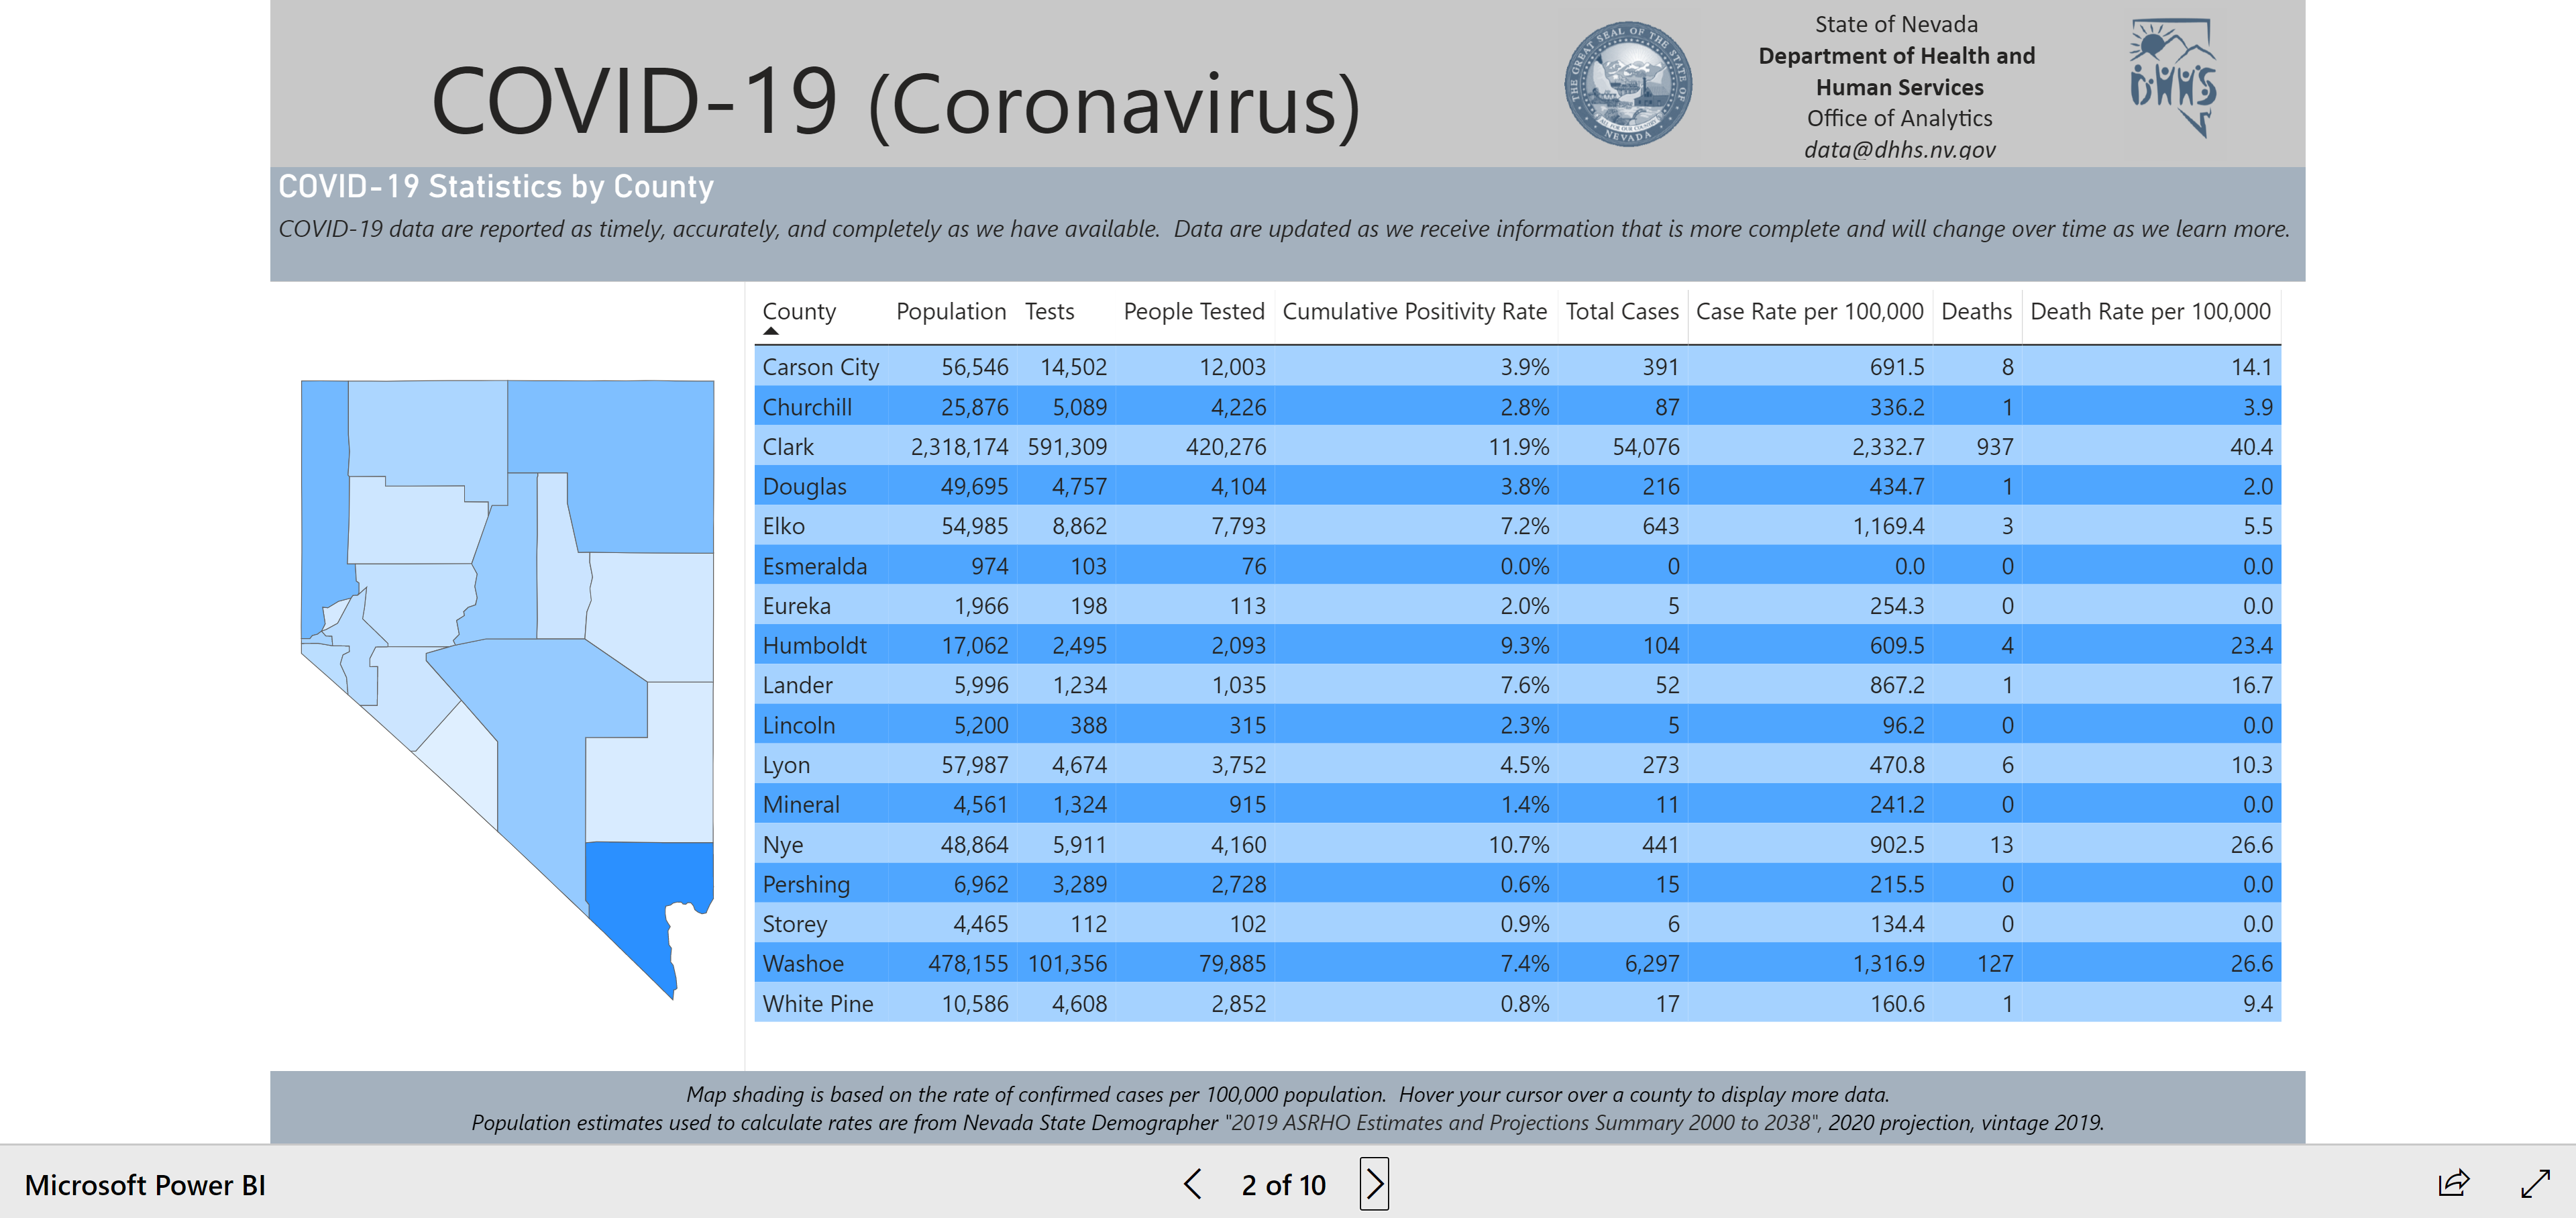 COVID-19 (Coronavirus)
THE GREAT SEAL OF THE STATE OF
ALL FOR OUR COUNTRY
NEVADA
State of Nevada
Department of Health and
Human Services
Office of Analytics
data@dhhs.nv.gov
DHHS
COVID-19 Statistics by County
COVID-19 data are reported as timely, accurately, and completely as we have available. Data are updated as we receive information that is more complete and will change over time as we learn more.
County Population Tests People Tested Cumulative Positivity Rate Total Cases Case Rate per 100,000 Deaths Death Rate per 100,000
Carson City 56,546 14,502 12,003 3.9% 391 691.5 8 14.1
Churchill 25,876 5,089 4,226 2.8% 87 336.2 1 3.9
Clark 2,318,174 591,309 420,276 11.9% 54,076 2,332.7 937 40.4
Douglas 49,695 4,757 4,104 3.8% 216 434.7 1 2.0
Elko 54,985 8,862 7,793 7.2% 643 1,169.4 3 5.5
Esmeralda 974 103 76 0.0% 0 0.0 0 0.0
Eureka 1,966 198 113 2.0% 5 254.3 0 0.0
Humboldt 17,062 2,495 2,093 9.3% 104 609.5 4 23.4
Lander 5,996 1,234 1,035 7.6% 52 867.2 1 16.7
Lincoln 5,200 388 315 2.3% 5 96.2 0 0.0
Lyon 57,987 4,674 3,752 4.5% 273 470.8 6 10.3
Mineral 4,561 1,324 915 1.4% 11 241.2 0 0.0
Nye 48,864 5,911 4,160 10.7% 441 902.5 13 26.6
Pershing 6,962 3,289 2,728 0.6% 15 215.5 0 0.0
Storey 4,465 112 102 0.9% 6 134.4 0 0.0
Washoe 478,155 101,356 79,885 7.4% 6,297 1,316.9 127 26.6
White Pine 10,586 4,608 2,852 0.8% 17 160.6 1 9.4
Map shading is based on the rate of confirmed cases per 100,000 population. Hover your cursor over a county to display more data.
Population estimates used to calculate rates are from Nevada State Demographer "2019 ASRHO Estimates and Projections Summary 2000 to 2038", 2020 projection, vintage 2019.
Microsoft Power BI
2 of 10